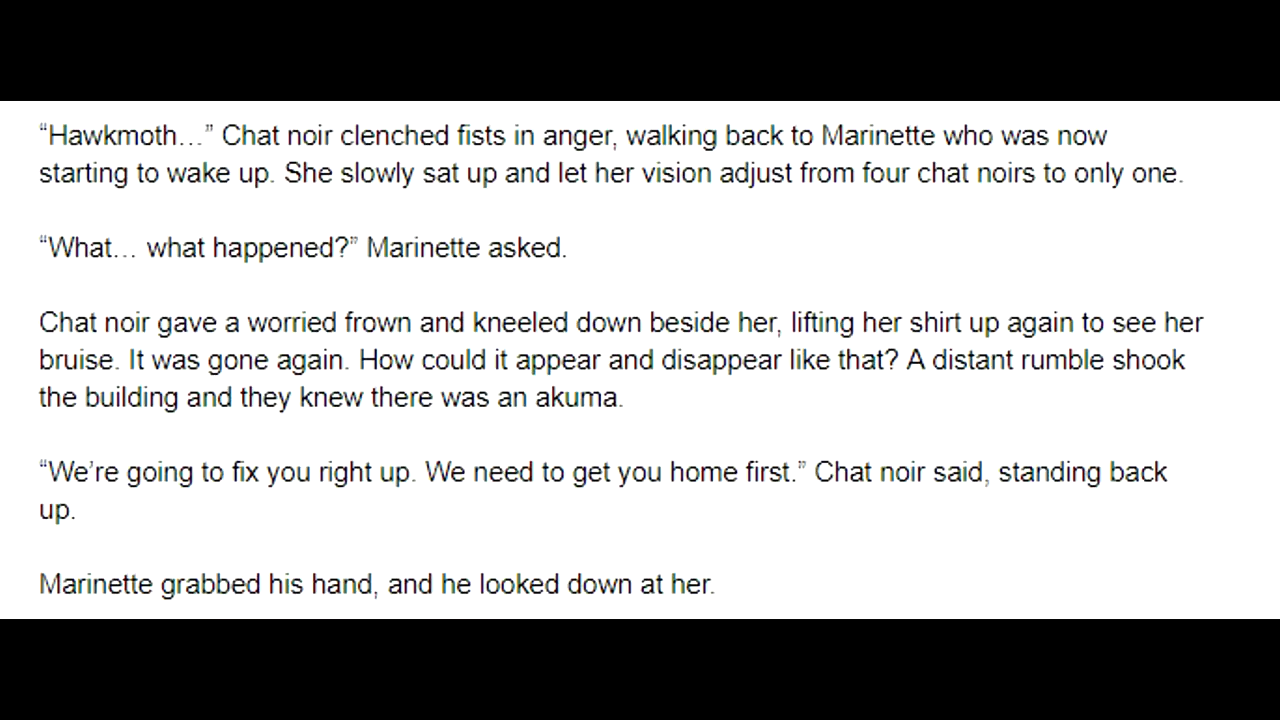 “Hawkmoth…” Chat noir clenched fists in anger, walking back to Marinette who was now
starting to wake up. She slowly sat up and let her vision adjust from four chat noirs to only one.
“What… what happened?” Marinette asked.
Chat noir gave a worried frown and kneeled down beside her, lifting her shirt up again to see her
bruise. It was gone again. How could it appear and disappear like that? A distant rumble shook
the building and they knew there was an akuma.
“We’re going to fix you right up. We need to get you home first.” Chat noir said, standing back
up.
Marinette grabbed his hand, and he looked down at her.